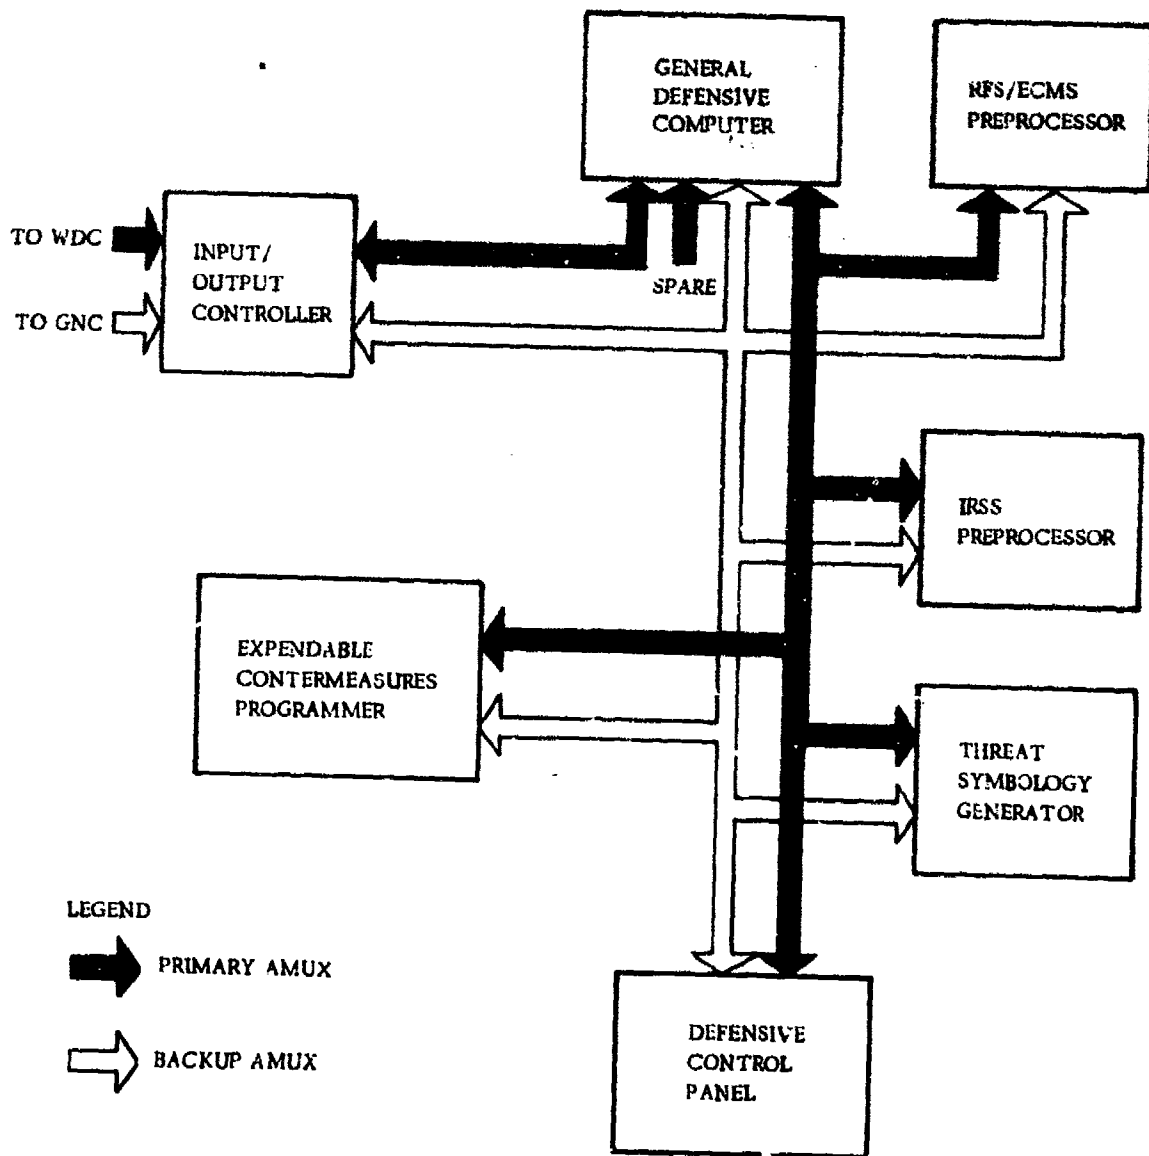 GENERAL
DEFENSIVE
COMPUTER
RFS/ECMS
PREPROCESSOR
TO WDC
INPUT/
OUTPUT
CONTROLLER
TO GNC
SPARE
IRSS
PREPROCESSOR
EXPENDABLE
CONTERMEASURES
PROGRAMMER
THREAT
SYMBOLOGY
GENERATOR
LEGEND
PRIMARY AMUX
BACKUP AMUX
DEFENSIVE
CONTROL
PANEL